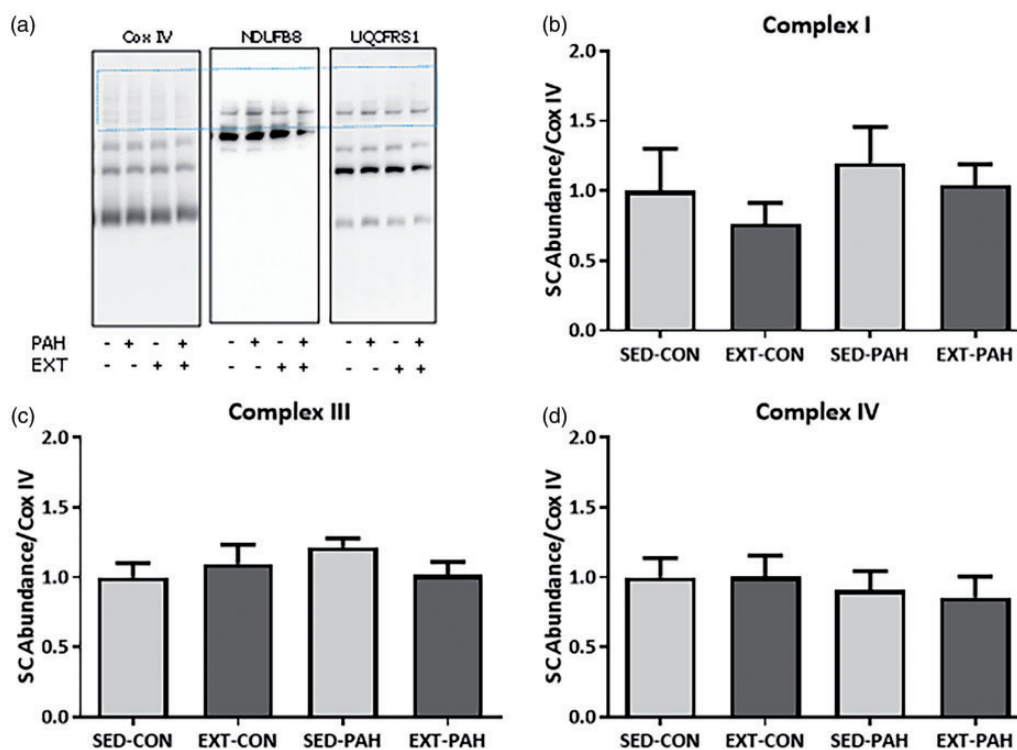 (a)
Cox IV NDUFB8 UQCFRS1
PAH - + - + - + - + - + - +
EXT - - + + - - + + - - + +
(b)
Complex I
SC Abundance/Cox IV
2.0
1.5
1.0
0.5
0.0
SED-CON EXT-CON SED-PAH EXT-PAH
(c)
Complex III
SC Abundance/Cox IV
2.0
1.5
1.0
0.5
0.0
SED-CON EXT-CON SED-PAH EXT-PAH
(d)
Complex IV
SC Abundance/Cox IV
2.0
1.5
1.0
0.5
0.0
SED-CON EXT-CON SED-PAH EXT-PAH